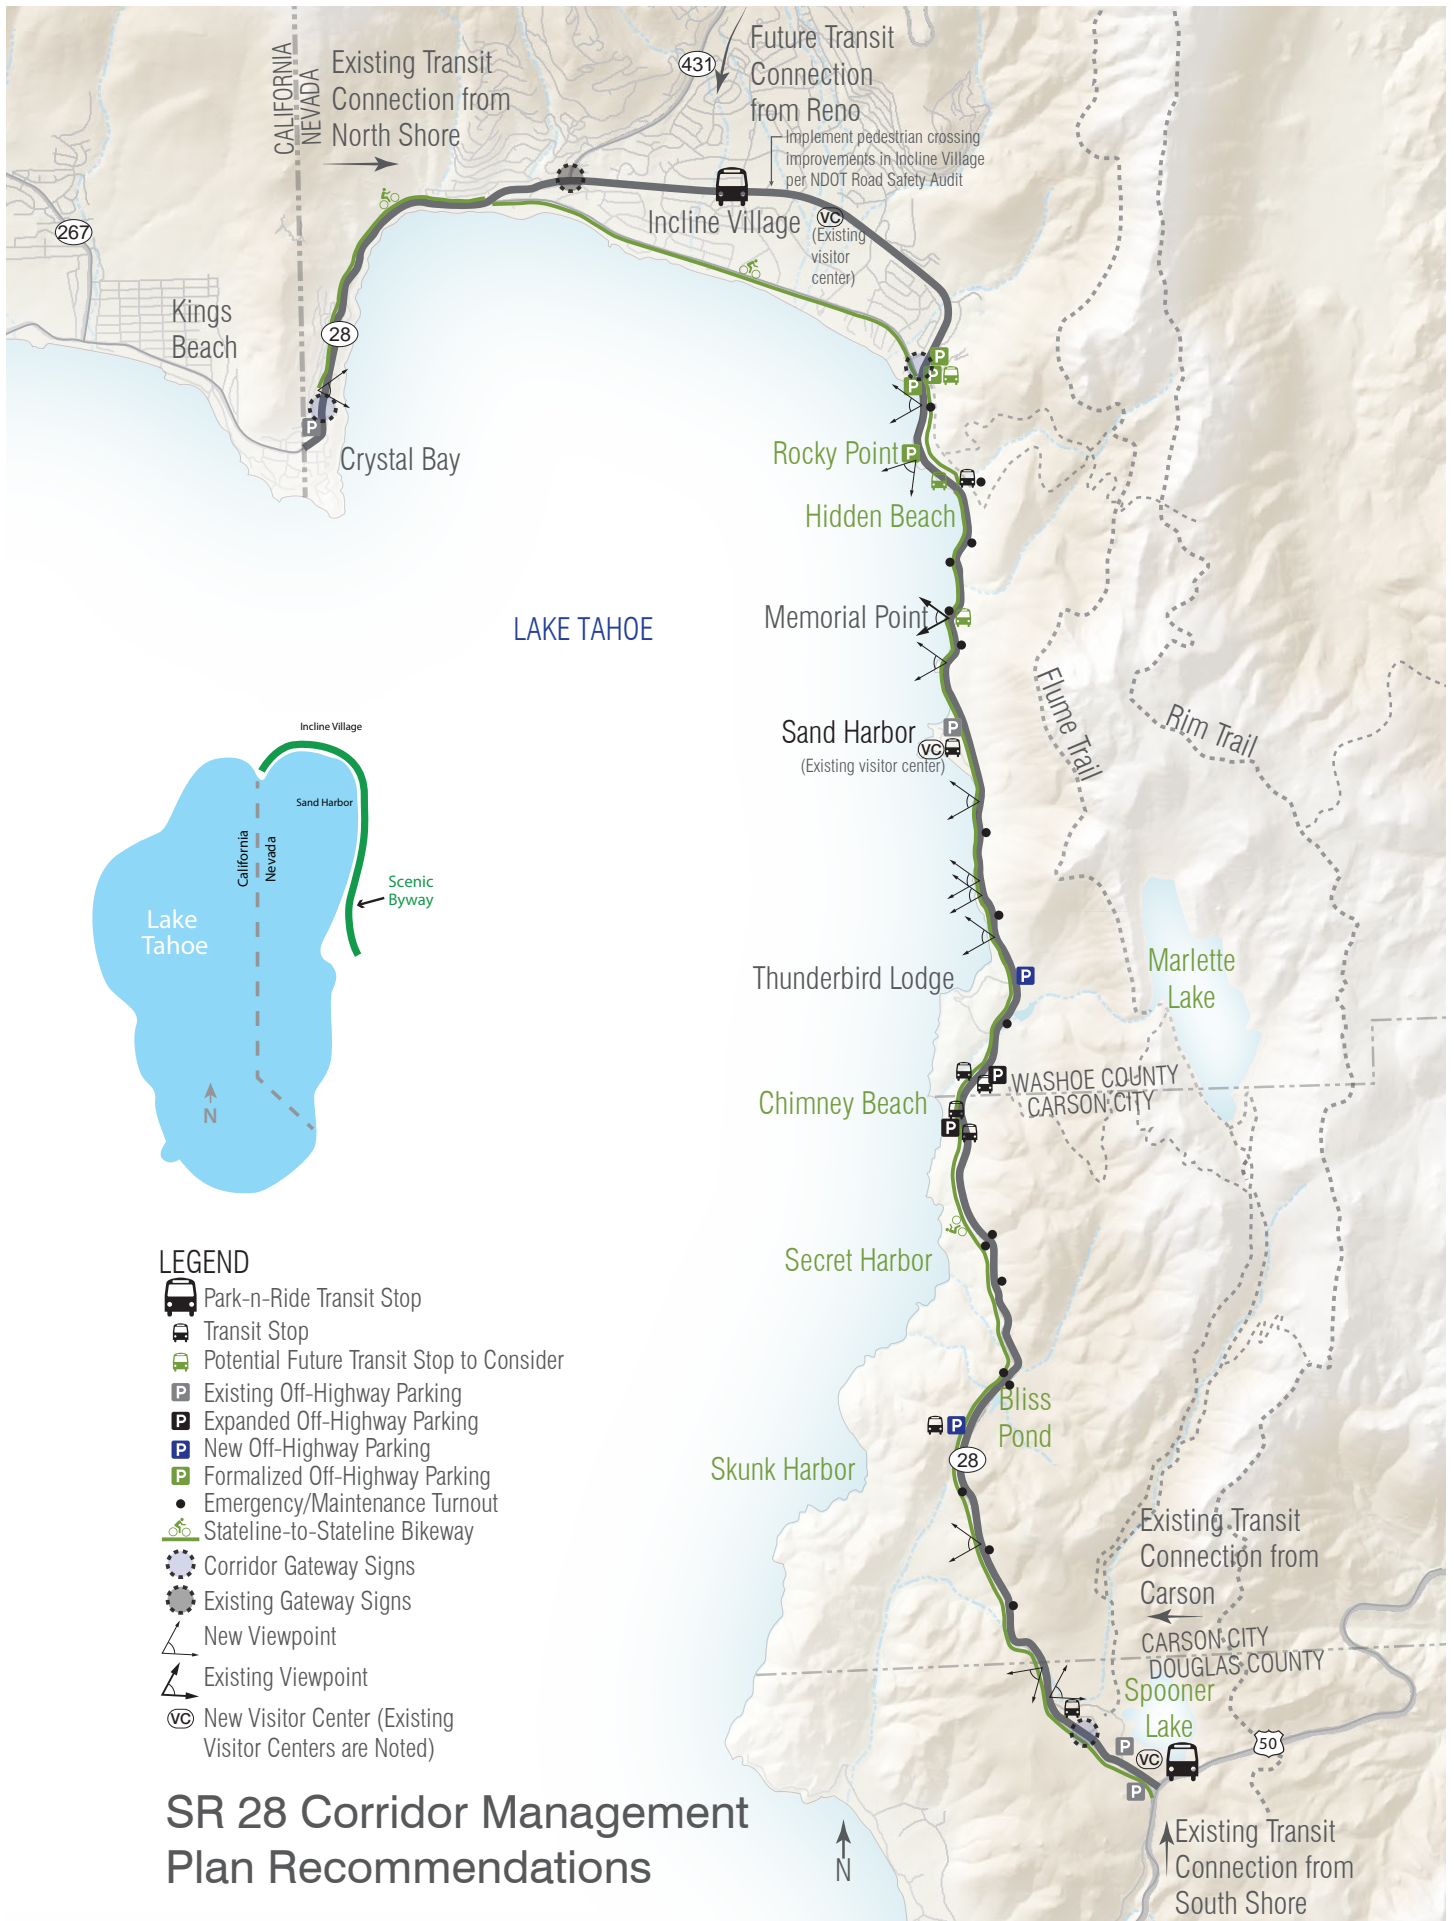 CALIFORNIA
NEVADA
Existing Transit
Connection from
North Shore
431
Future Transit
Connection
from Reno
Implement pedestrian crossing
Improvements in Incline Village
per NDOT Road Safety Audit
267
Incline Village
VC
(Existing
visitor
center)
Kings
Beach
28
P
Crystal Bay
P
P
P
Rocky Point
P
Hidden Beach
LAKE TAHOE
Memorial Point
Flume Trail
Rim Trail
Sand Harbor
P
VC
(Existing visitor center)
Incline Village
Sand Harbor
California
Nevada
Scenic
Byway
Lake
Tahoe
N
Thunderbird Lodge
P
Marlette
Lake
P
WASHOE COUNTY
CARSON CITY
Chimney Beach
P
Secret Harbor
Bliss
Pond
P
28
Skunk Harbor
LEGEND
Park-n-Ride Transit Stop
Transit Stop
Potential Future Transit Stop to Consider
P Existing Off-Highway Parking
P Expanded Off-Highway Parking
P New Off-Highway Parking
P Formalized Off-Highway Parking
Emergency/Maintenance Turnout
Stateline-to-Stateline Bikeway
Corridor Gateway Signs
Existing Gateway Signs
New Viewpoint
Existing Viewpoint
VC New Visitor Center (Existing
Visitor Centers are Noted)
Existing Transit
Connection from
Carson
CARSON CITY
DOUGLAS COUNTY
Spooner
Lake
P
VC
50
P
SR 28 Corridor Management
Plan Recommendations
N
Existing Transit
Connection from
South Shore